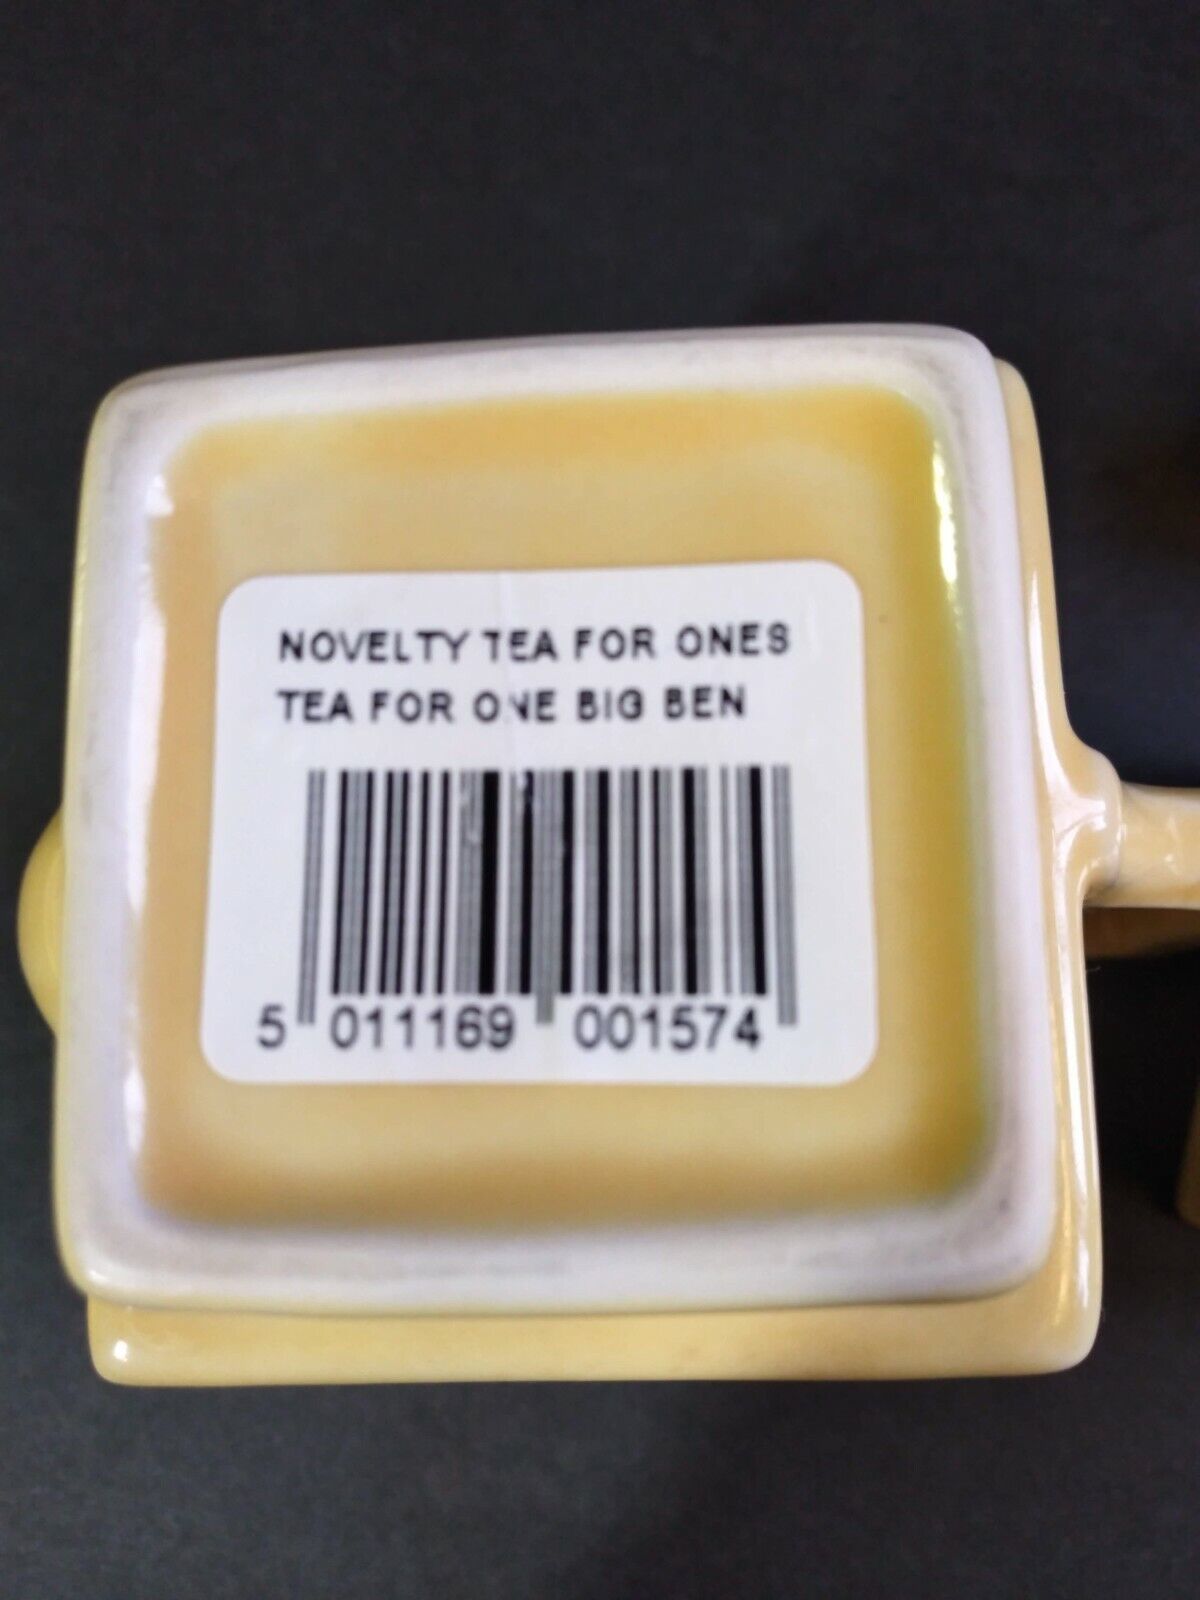 NOVELTY TEA FOR ONES
TEA FOR ONE BIG BEN
5 011169 001574